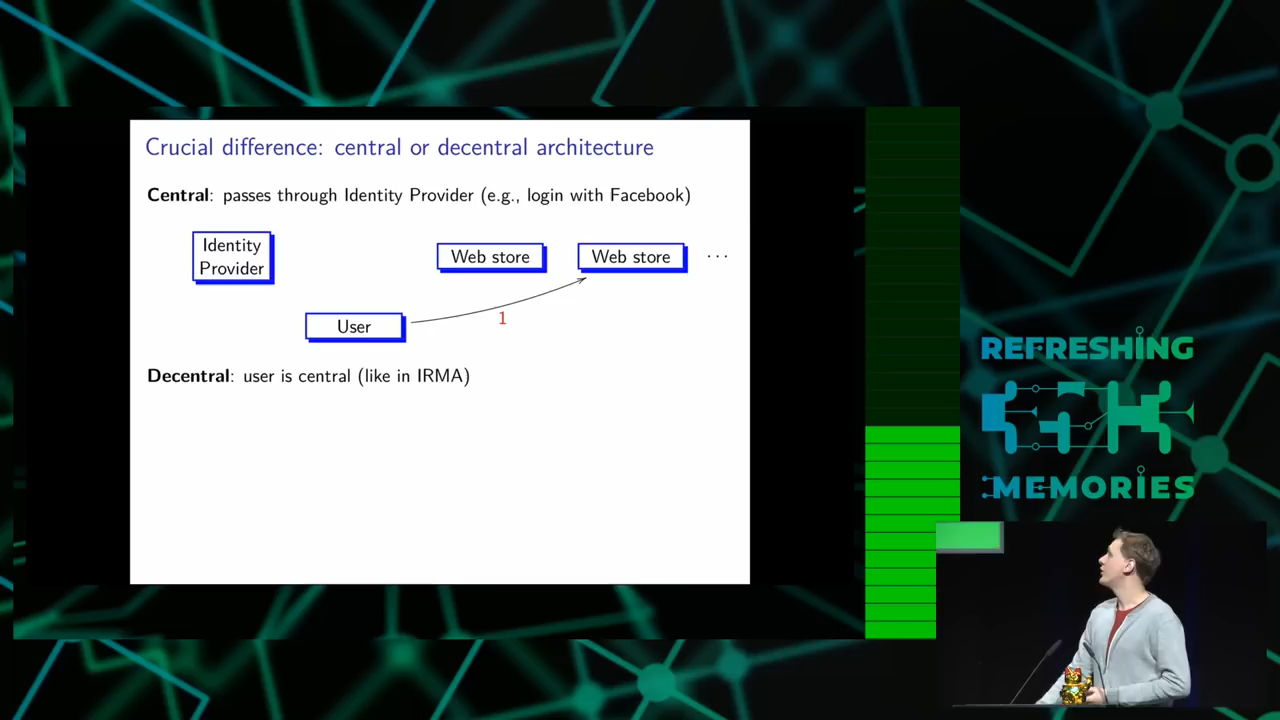 Crucial difference: central or decentral architecture
Central: passes through Identity Provider (e.g., login with Facebook)
Identity
Provider
Web store
Web store
...
User
1
Decentral: user is central (like in IRMA)
REFRESHING
36C3
MEMORIES